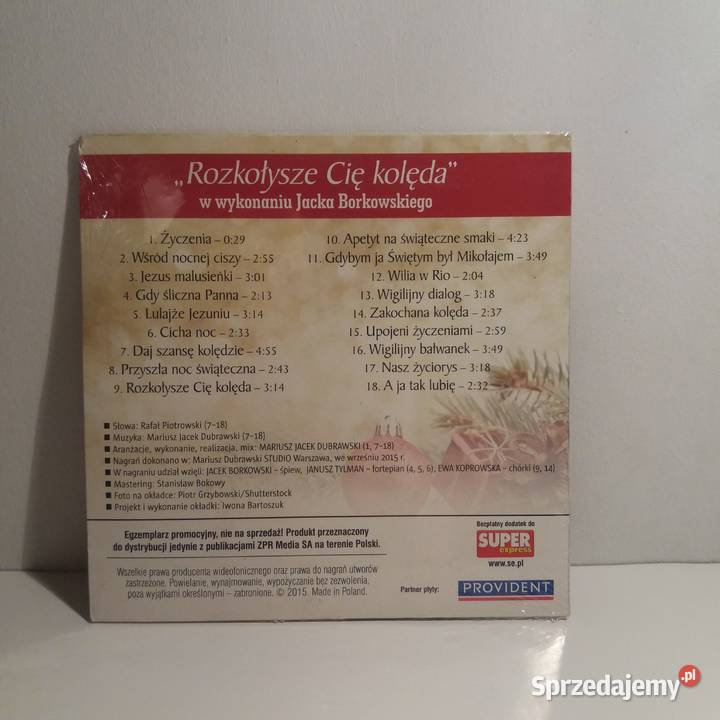 „Rozkołysze Cię kolęda”
w wykonaniu Jacka Borkowskiego
1. Życzenia – 0:29
2. Wśród nocnej ciszy – 2:55
3. Jezus malusieńki – 3:01
4. Gdy śliczna Panna – 2:13
5. Lulajże Jezuniu – 3:14
6. Cicha noc – 2:33
7. Daj szansę kolędzie – 4:55
8. Przyszła noc świąteczna – 2:43
9. Rozkołysze Cię kolęda – 3:14
10. Apetyt na świąteczne smaki – 4:23
11. Gdybym ja Świętym był Mikołajem – 3:49
12. Wilia w Rio – 2:04
13. Wigilijny dialog – 3:18
14. Zakochana kolęda – 2:37
15. Upojeni życzeniami – 2:59
16. Wigilijny bałwanek – 3:49
17. Nasz życiorys – 3:18
18. A ja tak lubię – 2:32
■ Słowa: Rafał Piotrowski (7-18)
■ Muzyka: Mariusz Jacek Dubrawski (7-18)
■ Aranżacje, wykonanie, realizacja, mix: MARIUSZ JACEK DUBRAWSKI (1, 7-18)
■ Nagrań dokonano w: Mariusz Dubrawski STUDIO Warszawa, we wrześniu 2015 r.
■ W nagraniu udział wzięli: JACEK BORKOWSKI – śpiew, JANUSZ TYLMAN – fortepian (4, 5, 6), EWA KOPROWSKA – chórki (9, 14)
■ Mastering: Stanisław Bokowy
■ Foto na okładce: Piotr Grzybowski/Shutterstock
■ Projekt i wykonanie okładki: Iwona Bartoszuk
Egzemplarz promocyjny, nie na sprzedaż! Produkt przeznaczony
do dystrybucji jedynie z publikacjami ZPR Media SA na terenie Polski.
Bezpłatny dodatek do
SUPER
express
www.se.pl
Wszelkie prawa producenta wideofonicznego oraz prawa do nagrań utworów
zastrzeżone. Powielanie, wynajmowanie, wypożyczanie bez zezwolenia,
poza wyjątkami określonymi – zabronione. © 2015. Made in Poland.
Partner płyty:
PROVIDENT
Sprzedajemy.pl